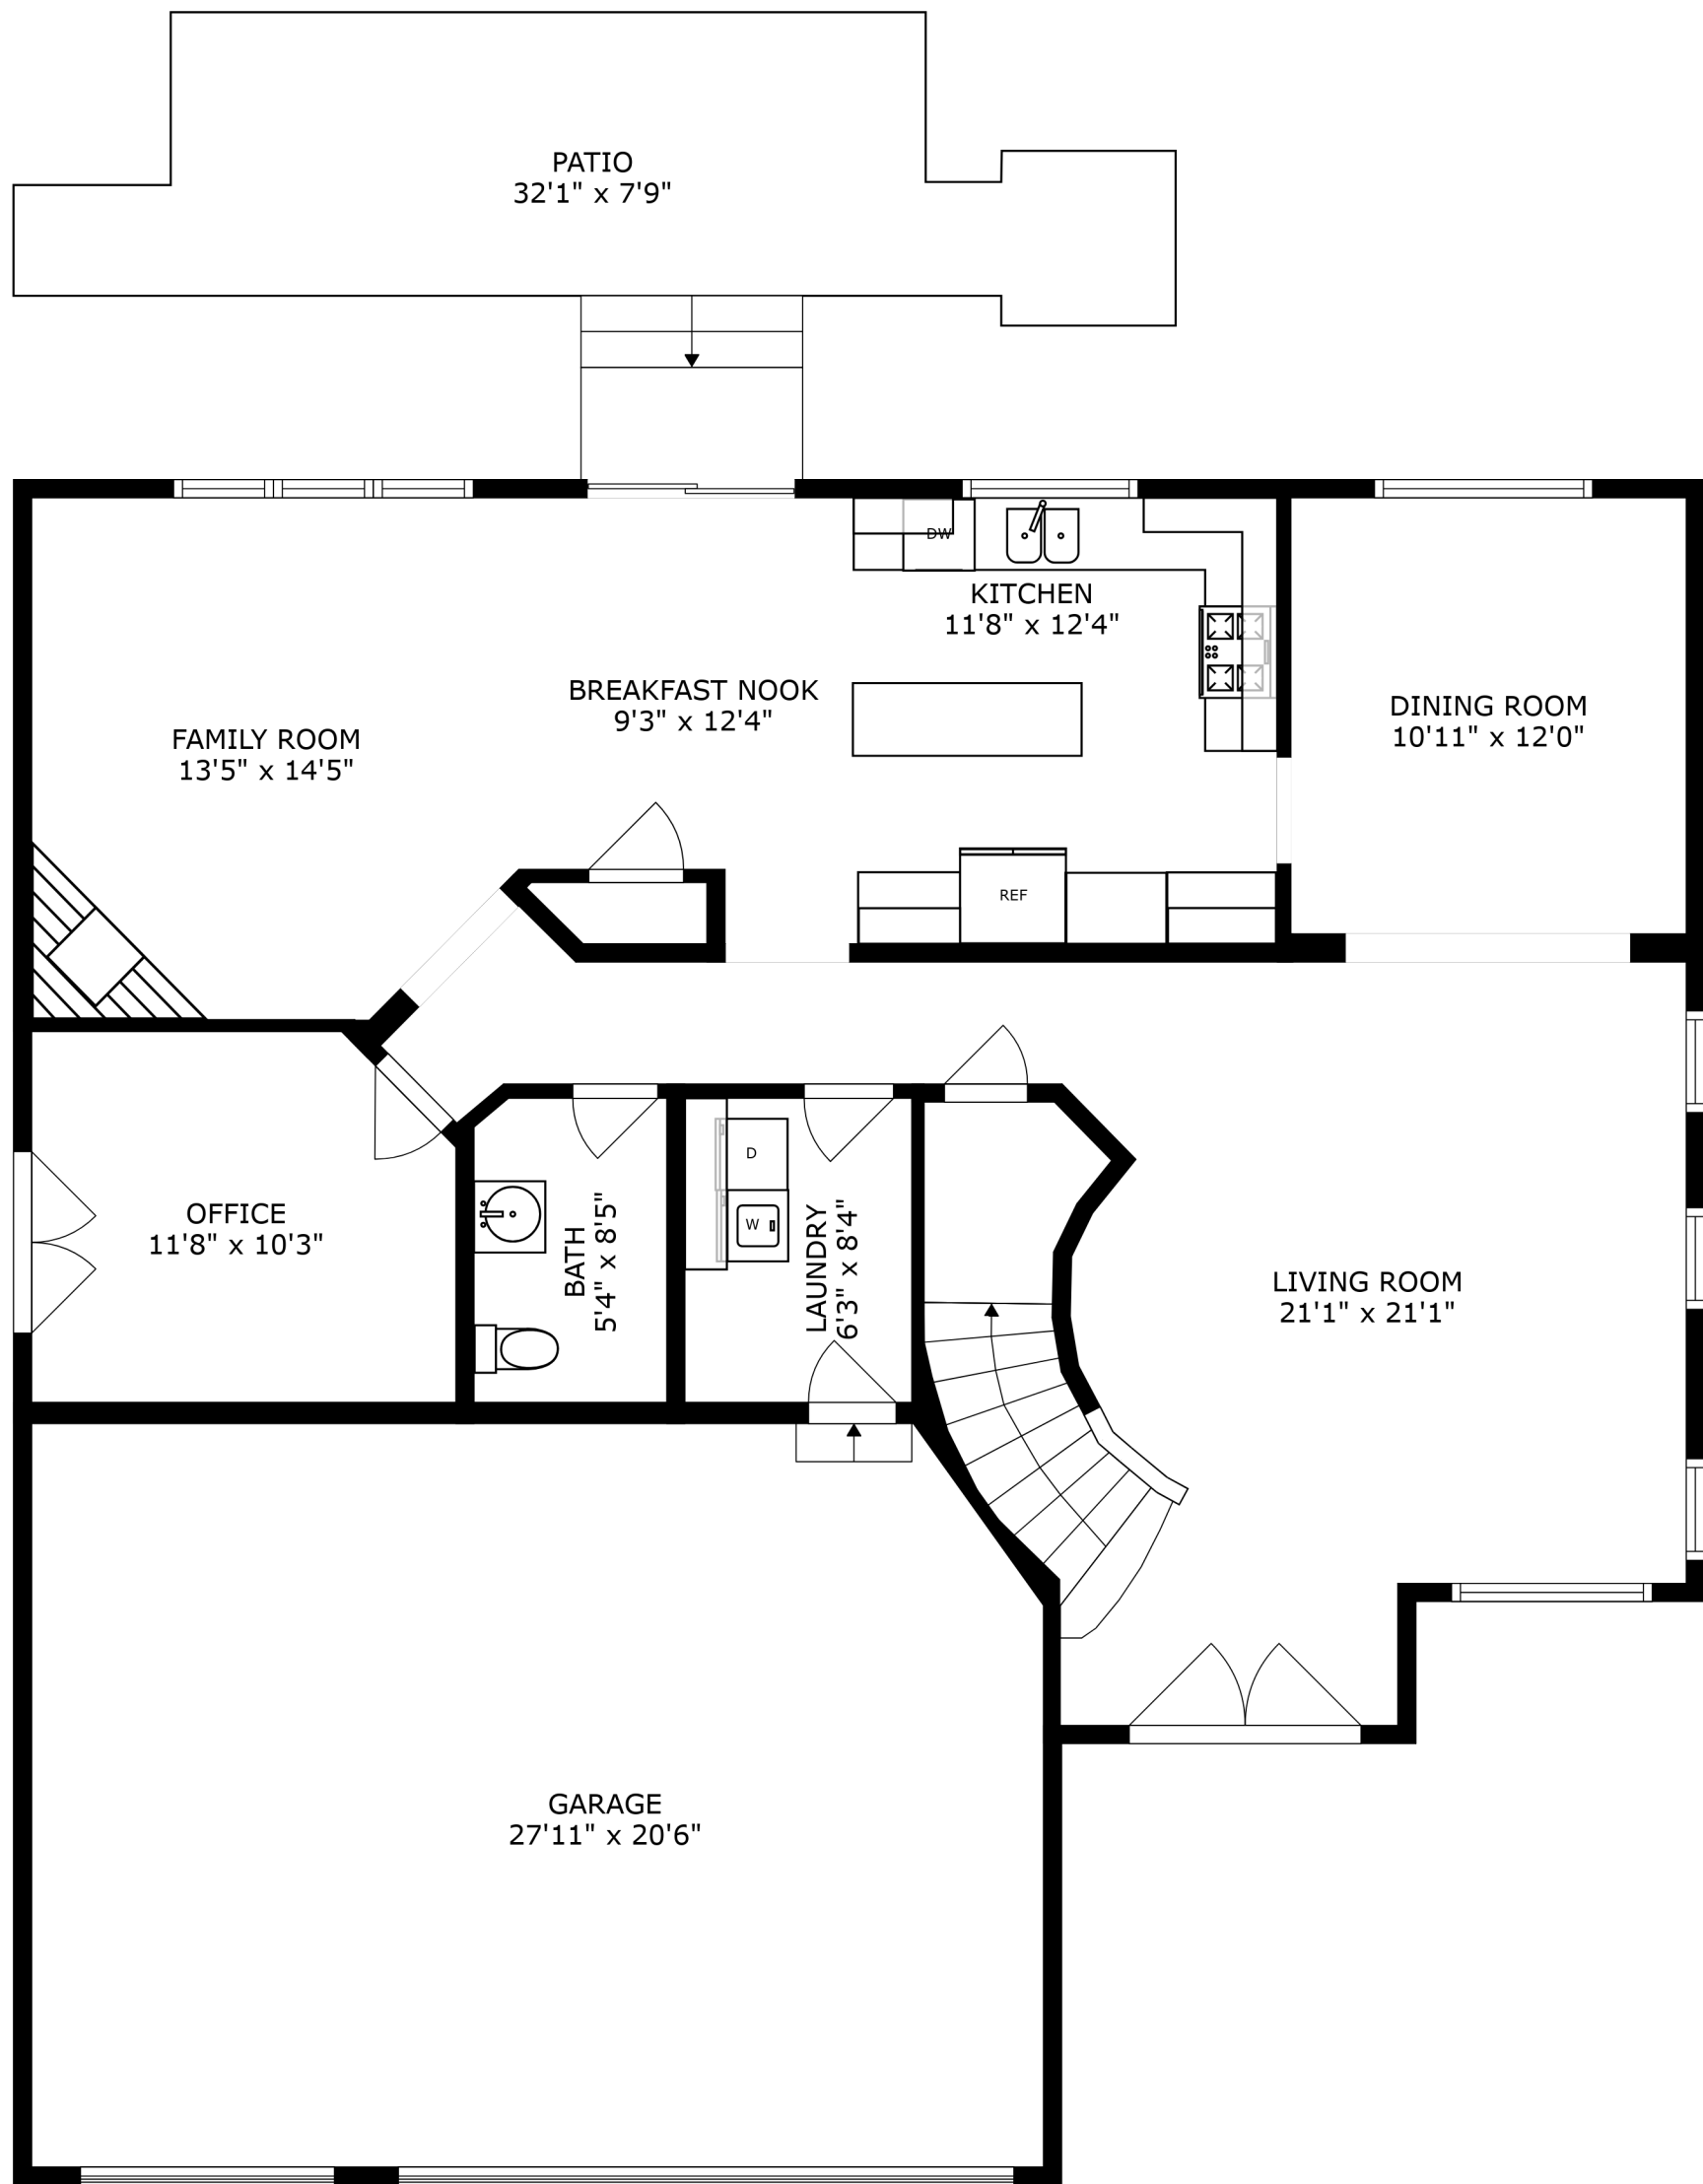 PATIO
32'1" x 7'9"
DW
KITCHEN
11'8" x 12'4"
BREAKFAST NOOK
9'3" x 12'4"
DINING ROOM
10'11" x 12'0"
FAMILY ROOM
13'5" x 14'5"
REF
D
W
OFFICE
11'8" x 10'3"
BATH
5'4" x 8'5"
LAUNDRY
6'3" x 8'4"
LIVING ROOM
21'1" x 21'1"
GARAGE
27'11" x 20'6"